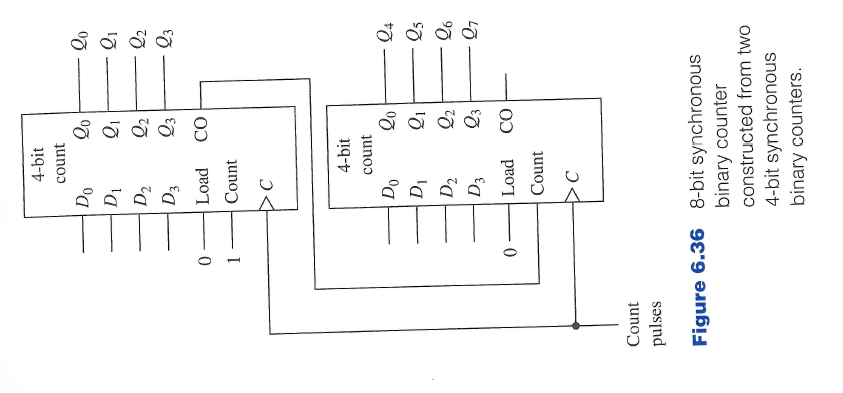 4-bit
count
D0 Q0 Q0
D1 Q1 Q1
D2 Q2 Q2
D3 Q3 Q3
0 Load CO
1 Count
C
4-bit
count
D0 Q0 Q4
D1 Q1 Q5
D2 Q2 Q6
D3 Q3 Q7
0 Load CO
Count
C
Count
pulses
Figure 6.36 8-bit synchronous
binary counter
constructed from two
4-bit synchronous
binary counters.